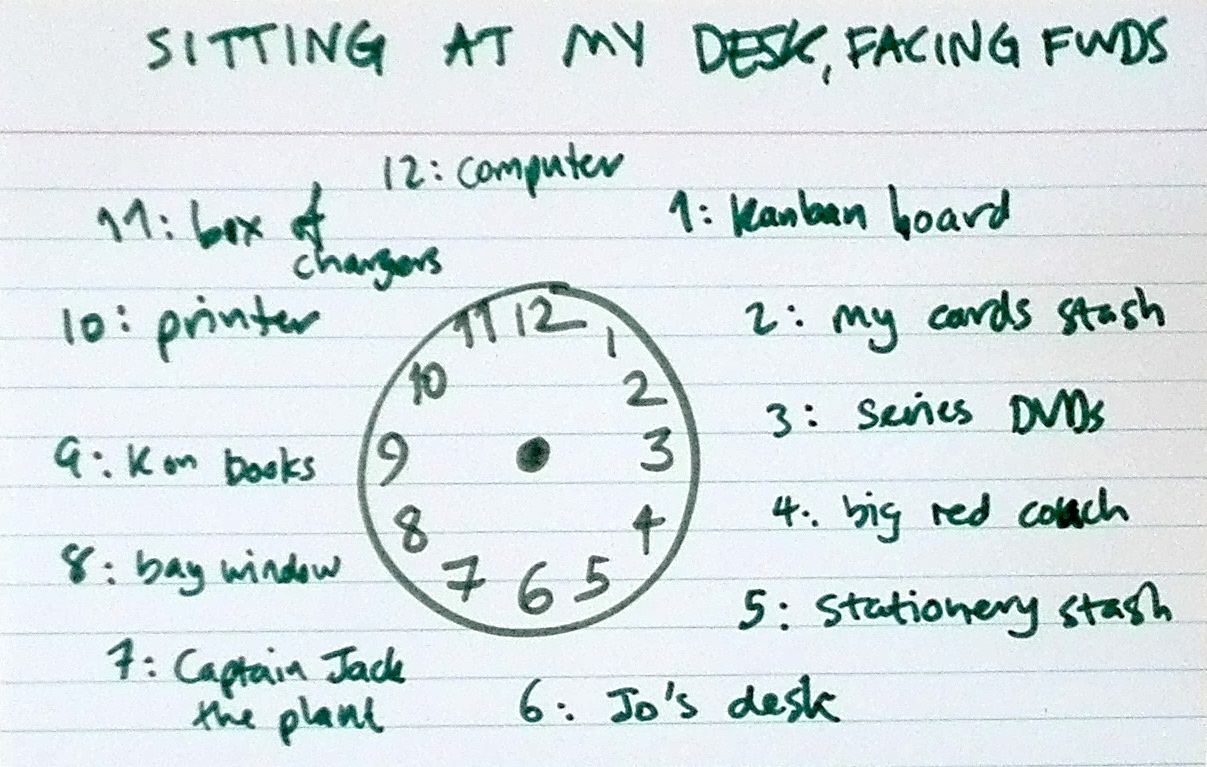 SITTING AT MY DESK, FACING FWDS
12: computer
11: box of
chargers
1: Kanban board
10: printer
2: my cards stash
3: series DVDs
9: K on books
4: big red couch
8: bay window
5: stationery stash
7: Captain Jack
the plant
6: Jo's desk
11 12 1
10 2
9 3
8 4
7 6 5